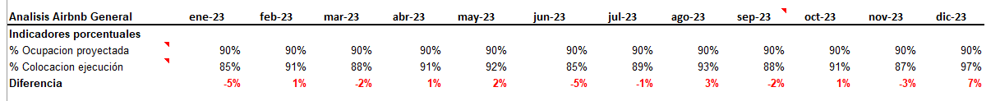 Analisis Airbnb General ene-23 feb-23 mar-23 abr-23 may-23 jun-23 jul-23 ago-23 sep-23 oct-23 nov-23 dic-23
Indicadores porcentuales
% Ocupacion proyectada 90% 90% 90% 90% 90% 90% 90% 90% 90% 90% 90% 90%
% Colocacion ejecución 85% 91% 88% 91% 92% 85% 89% 93% 88% 91% 87% 97%
Diferencia -5% 1% -2% 1% 2% -5% -1% 3% -2% 1% -3% 7%